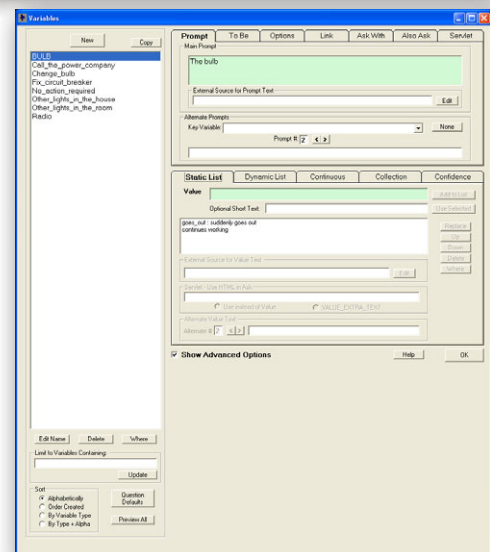 Variables
New
Copy
BULB
Call_the_power_company
Change_bulb
Fix_circuit_breaker
No_action_required
Other_lights_in_the_house
Other_lights_in_the_room
Radio
Edit Name
Delete
Where
Limit to Variables Containing:
Update
Sort
Alphabetically
Order Created
By Variable Type
By Type + Alpha
Question Defaults
Preview All
Prompt
To Be
Options
Link
Ask With
Also Ask
Servlet
Main Prompt
The bulb
External Source for Prompt Text
Edit
Alternate Prompts
Key Variable:
None
Prompt #: 2 < >
Static List
Dynamic List
Continuous
Collection
Confidence
Value
Add to List
Optional Short Text:
Use Selected
goes_out : suddenly goes out
continues working
Replace
Up
Down
Delete
Where
External Source for Value Text
Edit
Servlet - Use HTML in Ask
Use instead of Value
VALUE_EXTRA_TEXT
Alternate Value Text
Alternate # 2 < >
Show Advanced Options
Help
OK